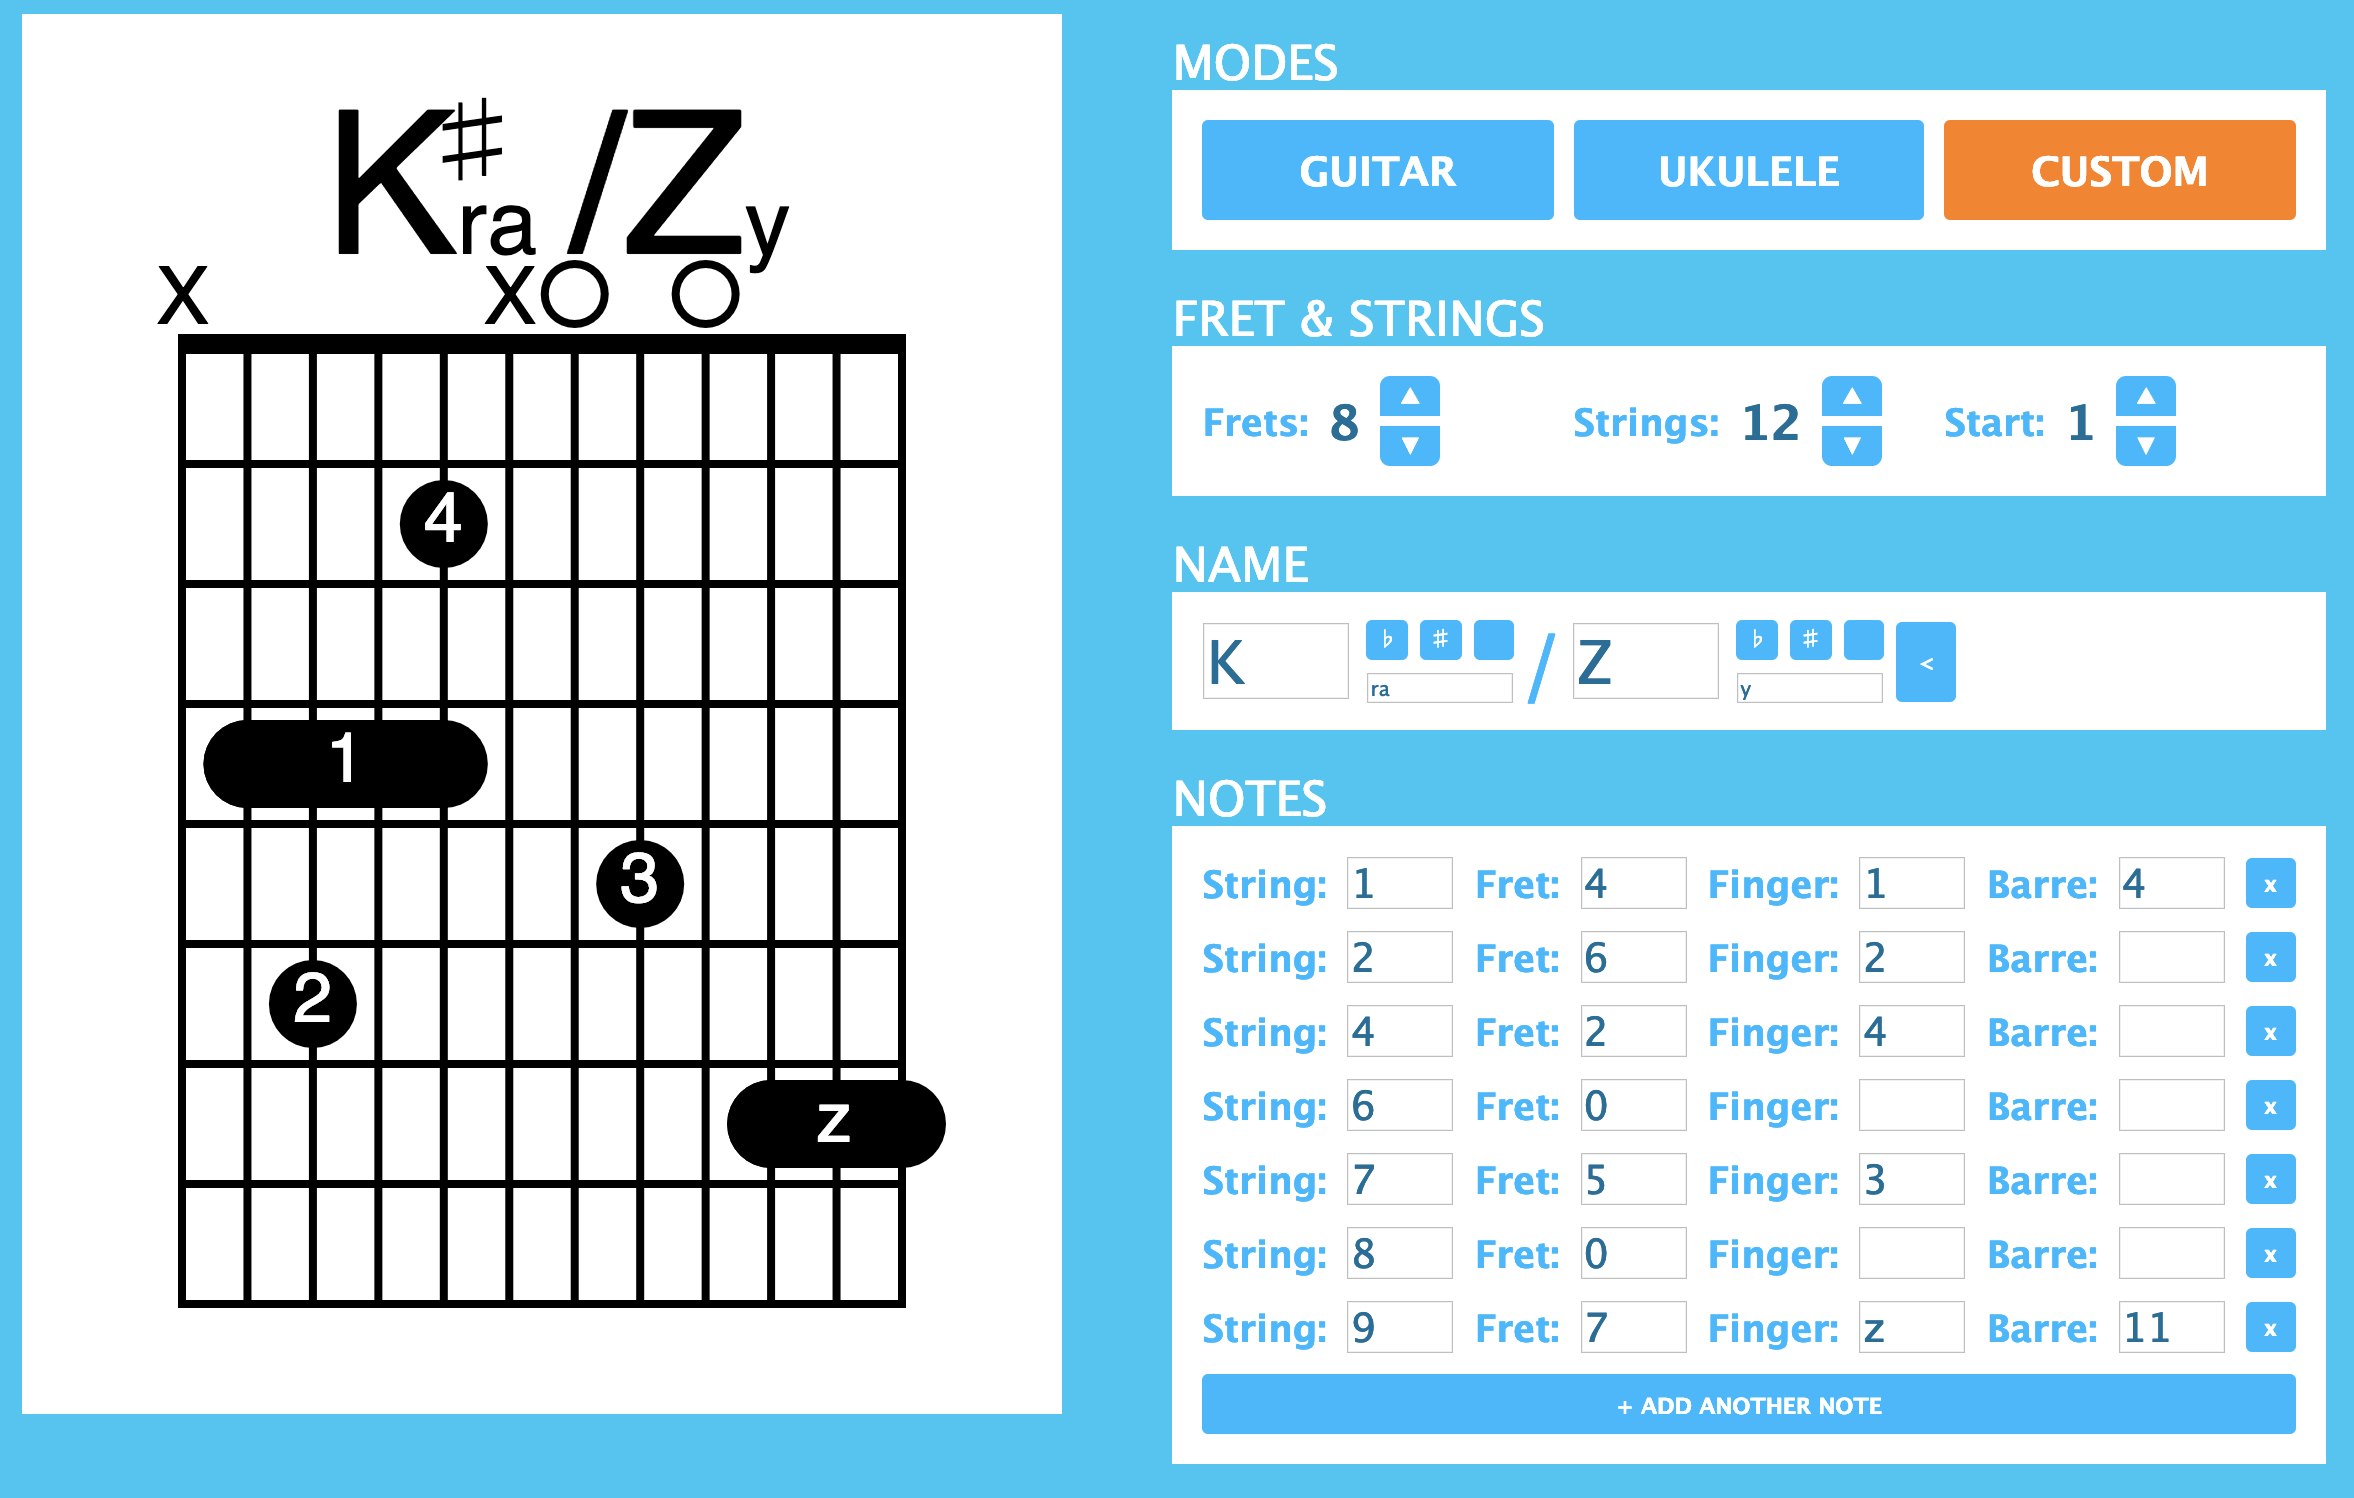 K♯ra/Zy
X XOO
4
1
3
2
z
MODES
GUITAR UKULELE CUSTOM
FRET & STRINGS
Frets: 8 ▲ ▼ Strings: 12 ▲ ▼ Start: 1 ▲ ▼
NAME
K ♭ ♯ ra / Z ♭ ♯ y <
NOTES
String: 1 Fret: 4 Finger: 1 Barre: 4 x
String: 2 Fret: 6 Finger: 2 Barre: x
String: 4 Fret: 2 Finger: 4 Barre: x
String: 6 Fret: 0 Finger: Barre: x
String: 7 Fret: 5 Finger: 3 Barre: x
String: 8 Fret: 0 Finger: Barre: x
String: 9 Fret: 7 Finger: z Barre: 11 x
+ ADD ANOTHER NOTE